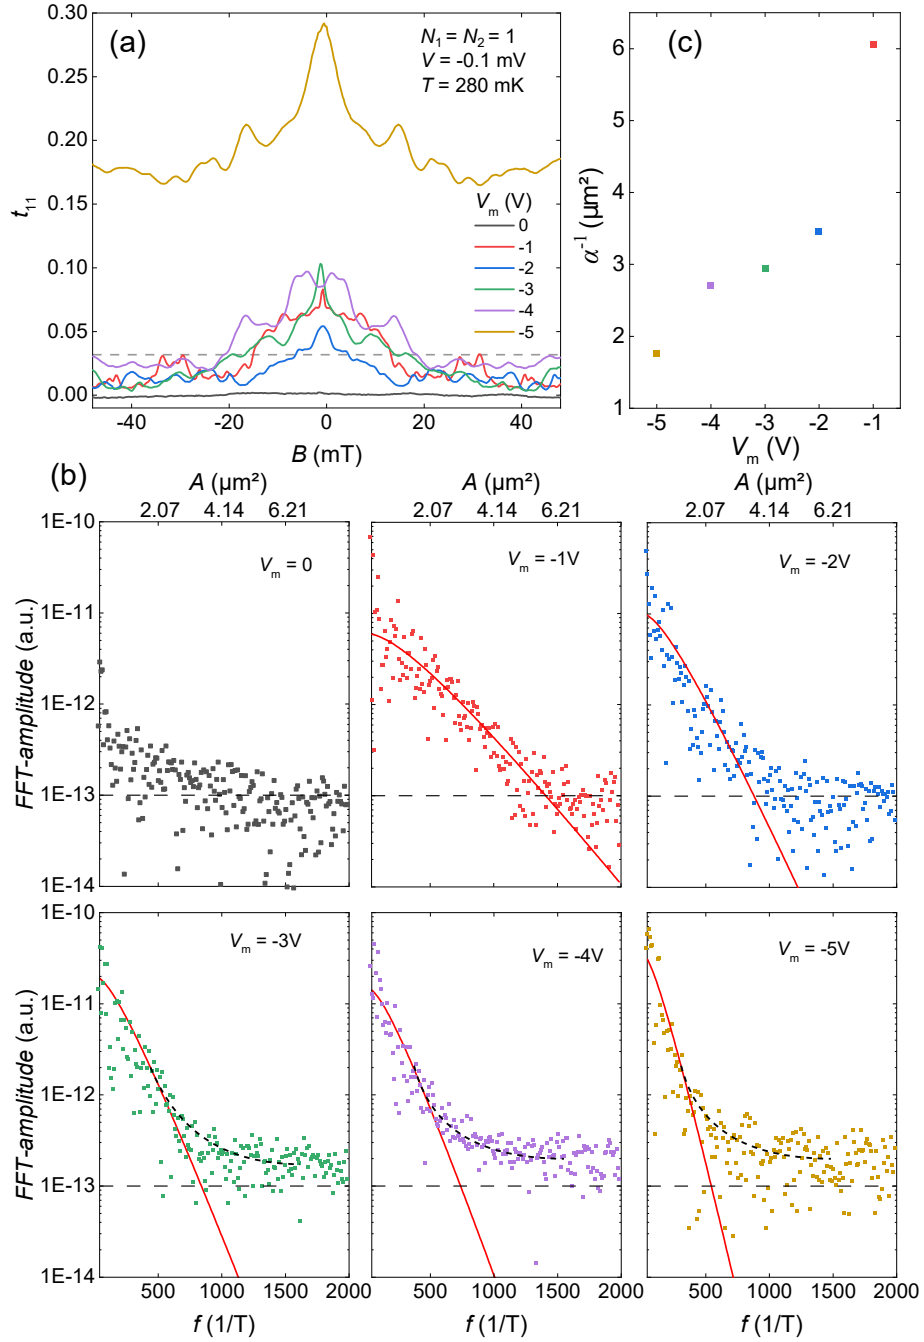 (a)
N₁ = N₂ = 1
V = -0.1 mV
T = 280 mK
0.30
0.25
0.20
0.15
0.10
0.05
0.00
t₁₁
Vₘ (V)
0
-1
-2
-3
-4
-5
-40 -20 0 20 40
B (mT)
(c)
6
5
4
3
2
1
α⁻¹ (µm²)
-5 -4 -3 -2 -1
Vₘ (V)
(b)
A (µm²) A (µm²) A (µm²)
2.07 4.14 6.21 2.07 4.14 6.21 2.07 4.14 6.21
1E-10
1E-11
1E-12
1E-13
1E-14
FFT-amplitude (a.u.)
Vₘ = 0
Vₘ = -1V
Vₘ = -2V
1E-10
1E-11
1E-12
1E-13
1E-14
FFT-amplitude (a.u.)
Vₘ = -3V
Vₘ = -4V
Vₘ = -5V
500 1000 1500 2000 500 1000 1500 2000 500 1000 1500 2000
f (1/T) f (1/T) f (1/T)